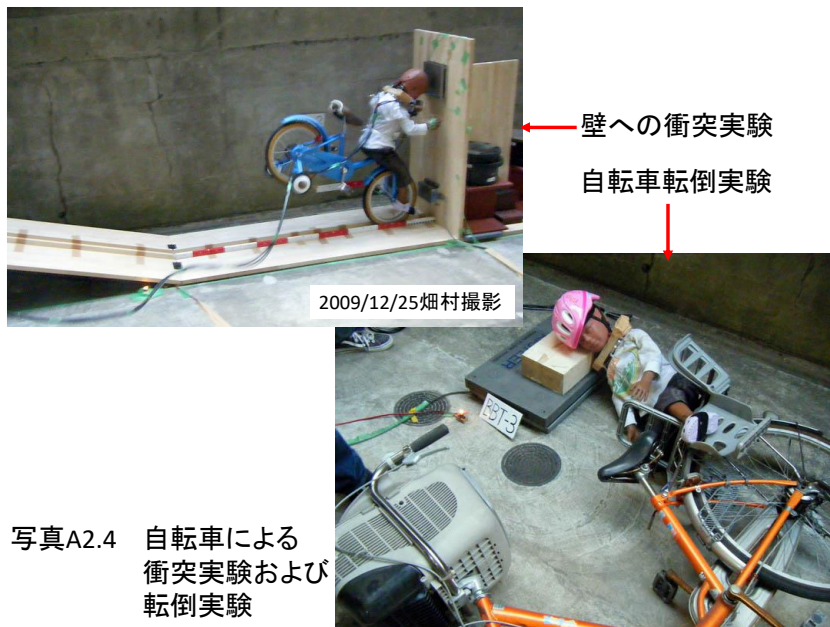 壁への衝突実験
自転車転倒実験
2009/12/25畑村撮影
BBT-3
写真A2.4 自転車による
衝突実験および
転倒実験